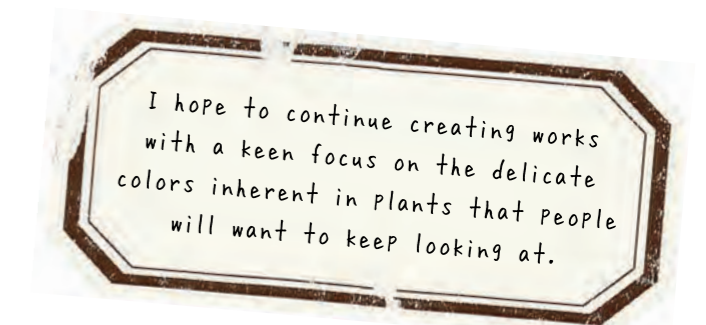 I hope to continue creating works
with a keen focus on the delicate
colors inherent in plants that people
will want to keep looking at.